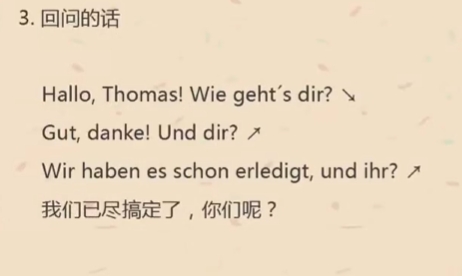 3. 回问的话
Hallo, Thomas! Wie geht´s dir? ↘
Gut, danke! Und dir? ↗
Wir haben es schon erledigt, und ihr? ↗
我们已尽搞定了，你们呢？